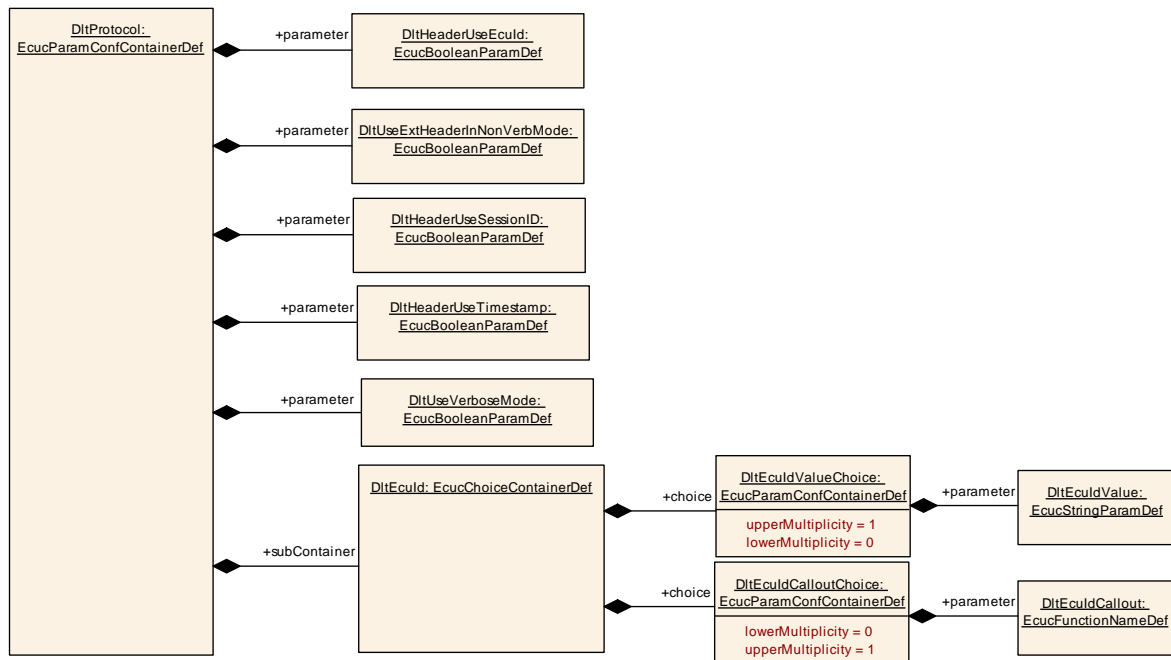 DltProtocol:
EcucParamConfContainerDef
+parameter
DltHeaderUseEcuId:
EcucBooleanParamDef
+parameter
DltUseExtHeaderInNonVerbMode:
EcucBooleanParamDef
+parameter
DltHeaderUseSessionID:
EcucBooleanParamDef
+parameter
DltHeaderUseTimestamp:
EcucBooleanParamDef
+parameter
DltUseVerboseMode:
EcucBooleanParamDef
+subContainer
DltEcuId: EcucChoiceContainerDef
+choice
DltEcuIdValueChoice:
EcucParamConfContainerDef
upperMultiplicity = 1
lowerMultiplicity = 0
+parameter
DltEcuIdValue:
EcucStringParamDef
+choice
DltEcuIdCalloutChoice:
EcucParamConfContainerDef
lowerMultiplicity = 0
upperMultiplicity = 1
+parameter
DltEcuIdCallout:
EcucFunctionNameDef